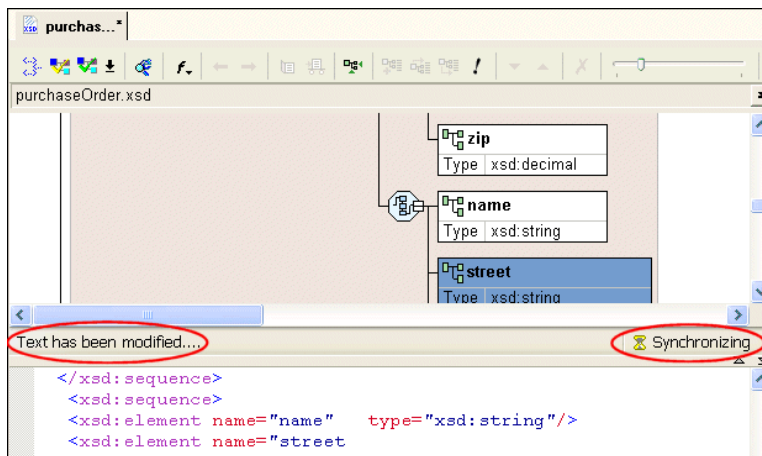 XSD purchas...*
f
!
purchaseOrder.xsd
zip
Type xsd:decimal
name
Type xsd:string
street
Type xsd:string
Text has been modified.... Synchronizing
</xsd:sequence>
<xsd:sequence>
<xsd:element name="name" type="xsd:string"/>
<xsd:element name="street